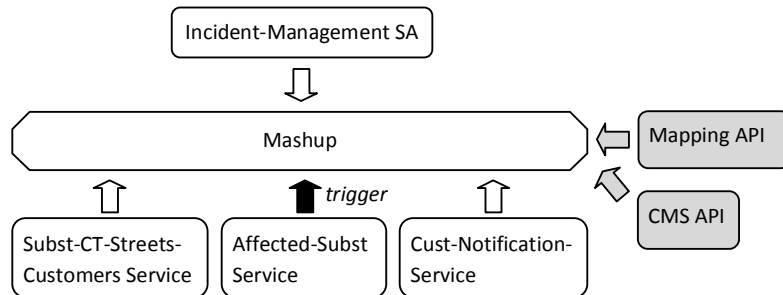 Incident-Management SA
Mashup
Mapping API
trigger
CMS API
Subst-CT-Streets-
Customers Service
Affected-Subst
Service
Cust-Notification-
Service